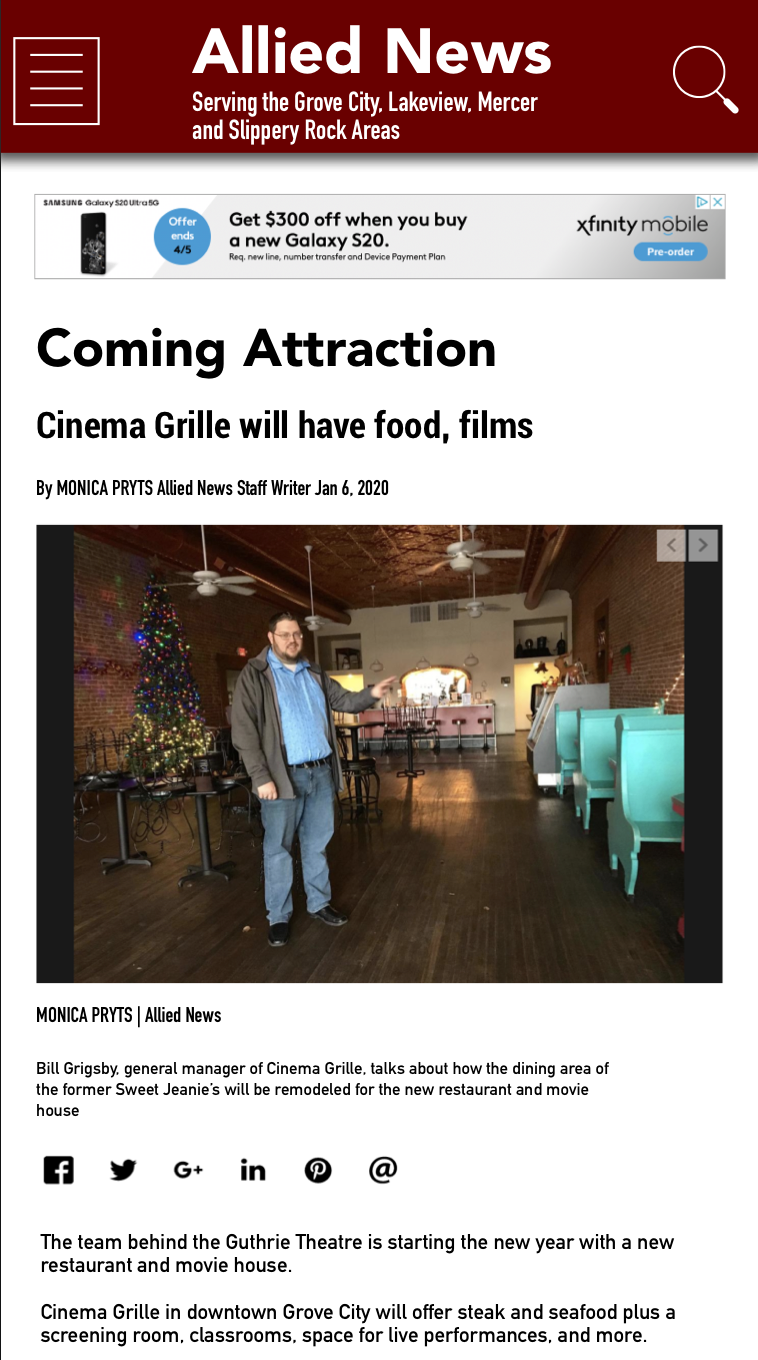 Allied News
Serving the Grove City, Lakeview, Mercer
and Slippery Rock Areas
SAMSUNG Galaxy S20 Ultra 5G
Offer
ends
4/5
Get $300 off when you buy
a new Galaxy S20.
Req. new line, number transfer and Device Payment Plan
xfinity mobile
Pre-order
Coming Attraction
Cinema Grille will have food, films
By MONICA PRYTS Allied News Staff Writer Jan 6, 2020
MONICA PRYTS | Allied News
Bill Grigsby, general manager of Cinema Grille, talks about how the dining area of
the former Sweet Jeanie's will be remodeled for the new restaurant and movie
house
The team behind the Guthrie Theatre is starting the new year with a new
restaurant and movie house.
Cinema Grille in downtown Grove City will offer steak and seafood plus a
screening room, classrooms, space for live performances, and more.